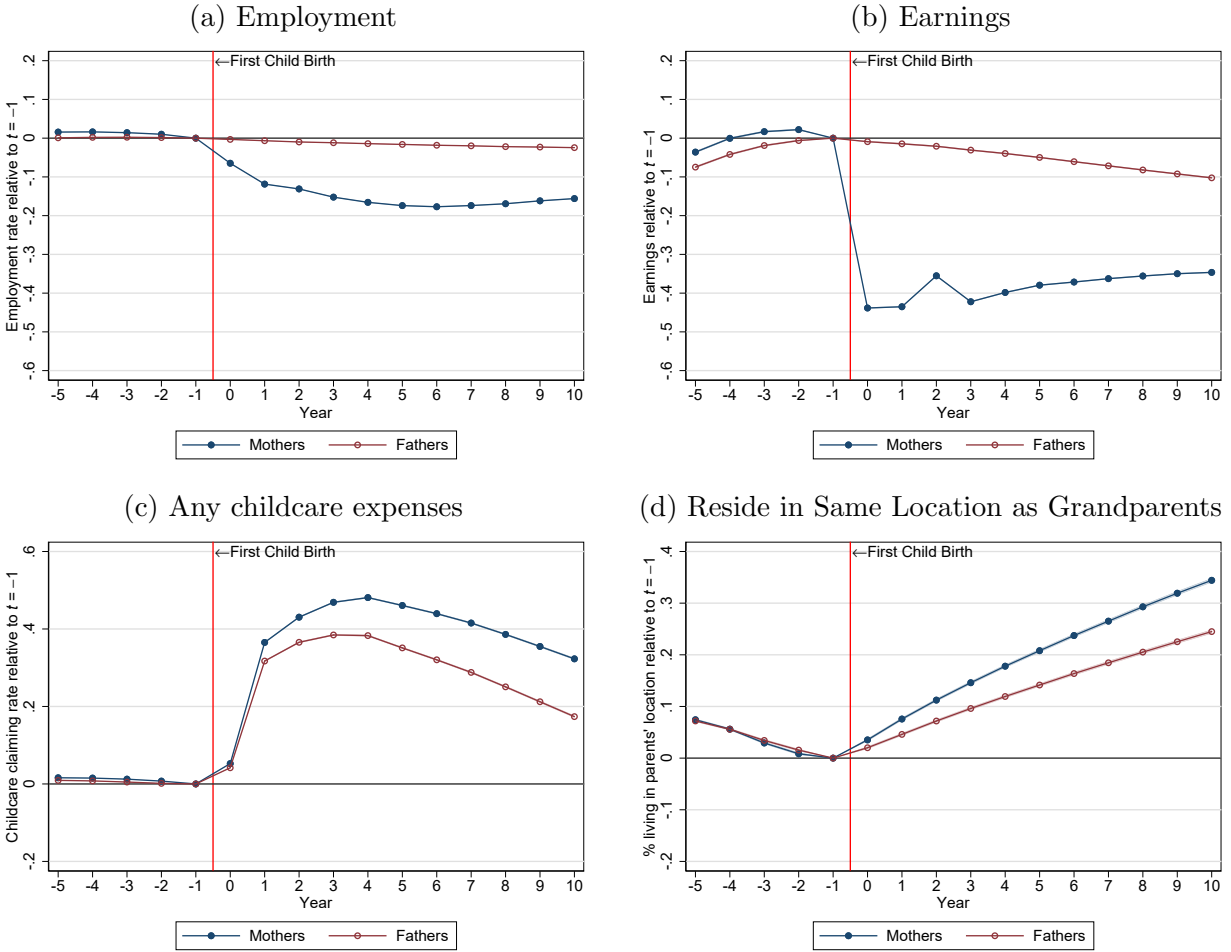 (a) Employment
Employment rate relative to t = −1
.2
.1
0
-.1
-.2
-.3
-.4
-.5
-.6
←First Child Birth
-5 -4 -3 -2 -1 0 1 2 3 4 5 6 7 8 9 10
Year
Mothers Fathers
(b) Earnings
Earnings relative to t = −1
.2
.1
0
-.1
-.2
-.3
-.4
-.5
-.6
←First Child Birth
-5 -4 -3 -2 -1 0 1 2 3 4 5 6 7 8 9 10
Year
Mothers Fathers
(c) Any childcare expenses
Childcare claiming rate relative to t = −1
.6
.4
.2
0
-.2
←First Child Birth
-5 -4 -3 -2 -1 0 1 2 3 4 5 6 7 8 9 10
Year
Mothers Fathers
(d) Reside in Same Location as Grandparents
% living in parents' location relative to t = −1
.4
.3
.2
.1
0
-.1
-.2
←First Child Birth
-5 -4 -3 -2 -1 0 1 2 3 4 5 6 7 8 9 10
Year
Mothers Fathers